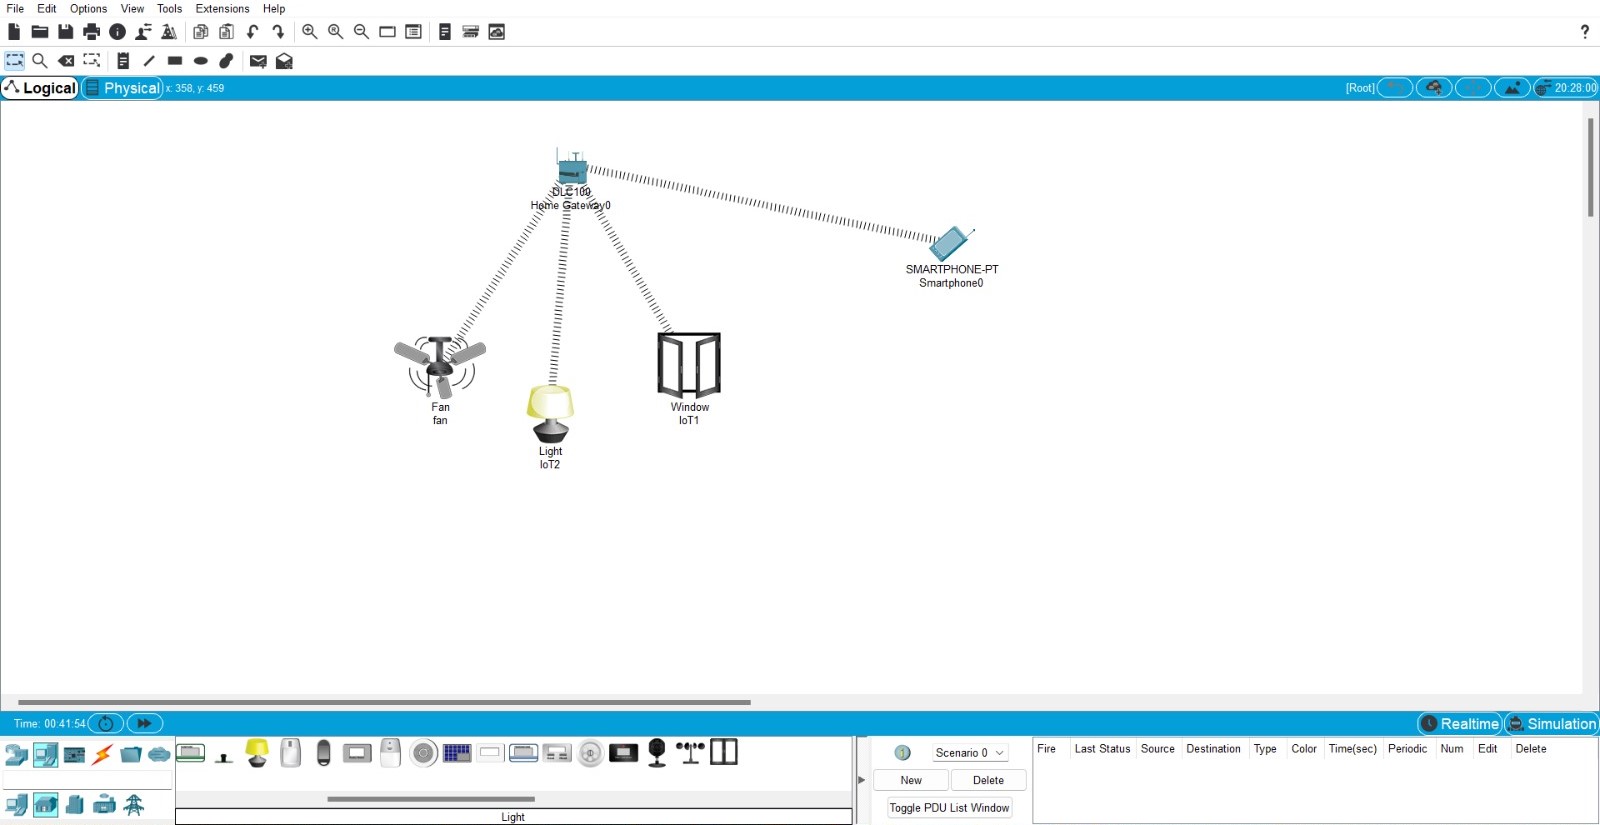 File Edit Options View Tools Extensions Help
?
Logical Physical x: 358, y: 459 [Root] 20:28:00
DLC100
Home Gateway0
SMARTPHONE-PT
Smartphone0
Fan
fan
Window
IoT1
Light
IoT2
Time: 00:41:54 Realtime Simulation
Scenario 0
New Delete
Toggle PDU List Window
Fire Last Status Source Destination Type Color Time(sec) Periodic Num Edit Delete
Light